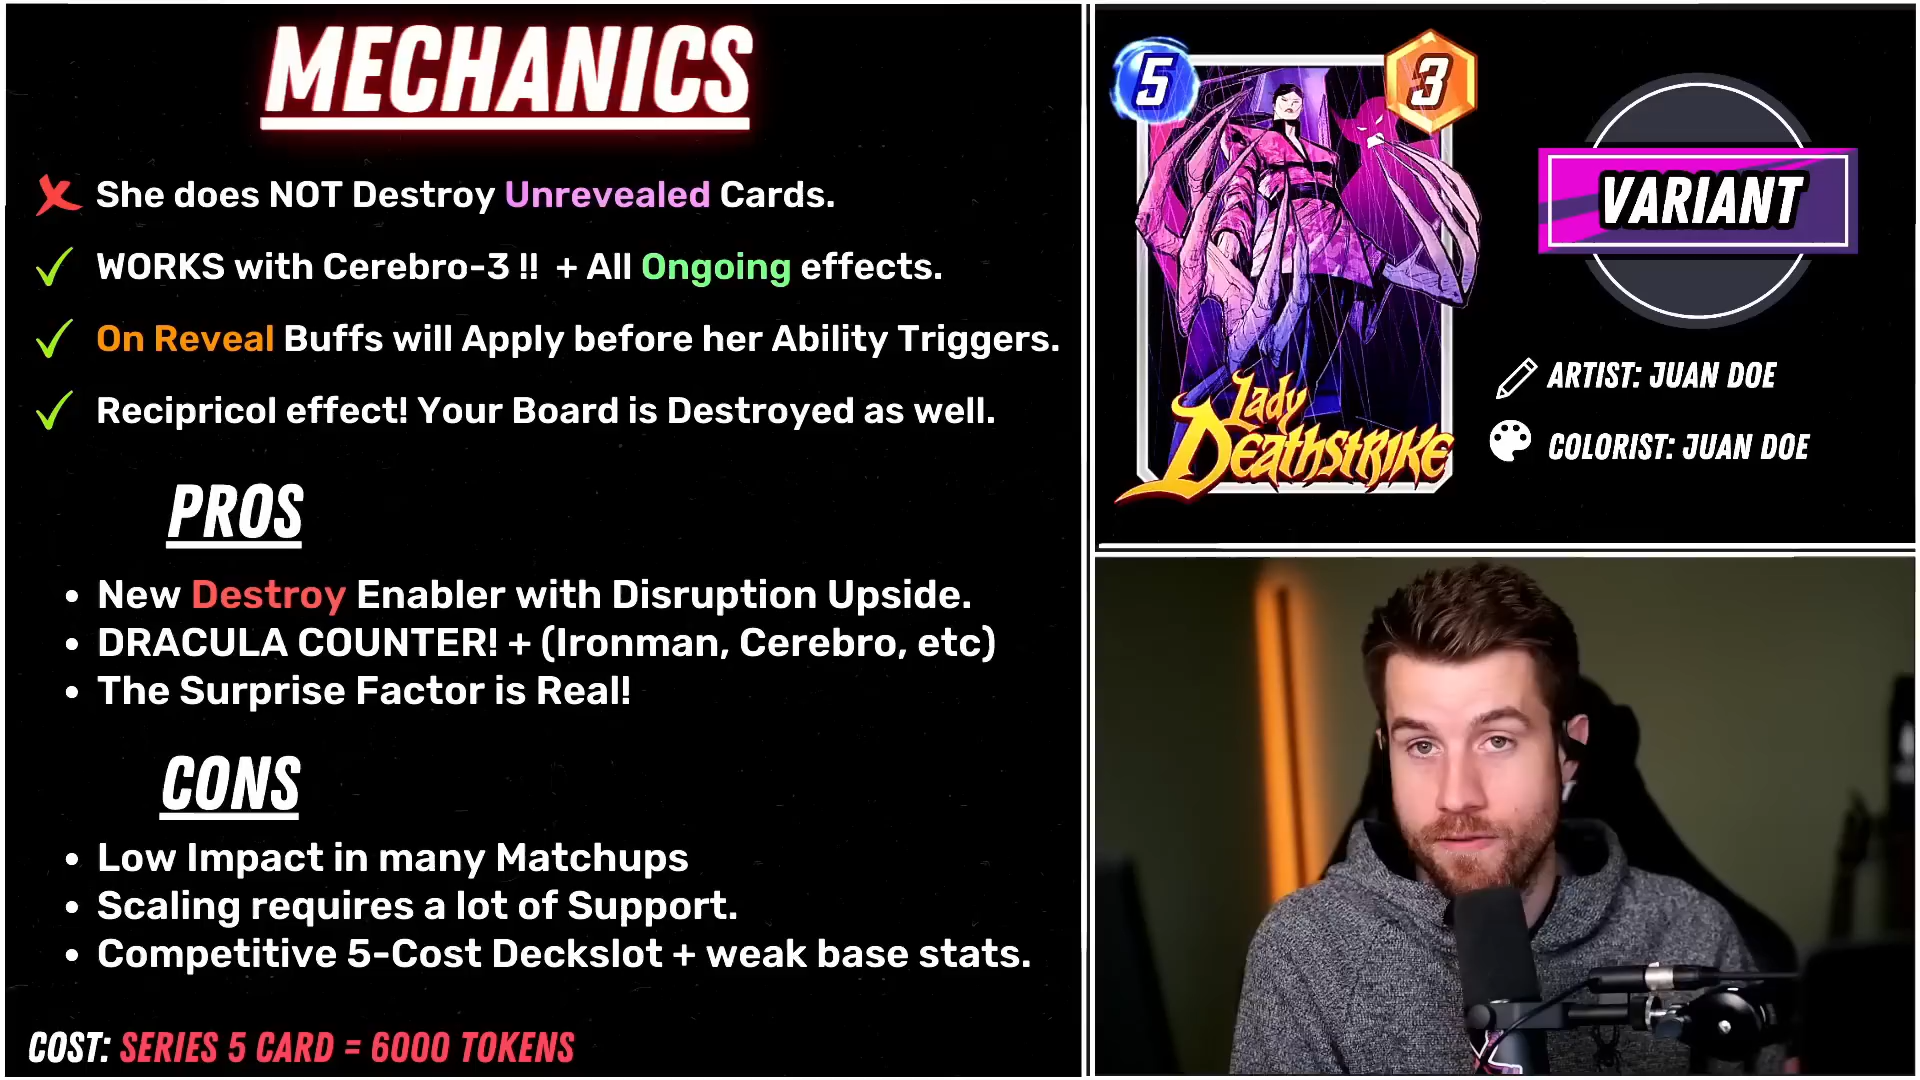 MECHANICS
She does NOT Destroy Unrevealed Cards.
WORKS with Cerebro-3 !! + All Ongoing effects.
On Reveal Buffs will Apply before her Ability Triggers.
Recipricol effect! Your Board is Destroyed as well.
PROS
• New Destroy Enabler with Disruption Upside.
• DRACULA COUNTER! + (Ironman, Cerebro, etc)
• The Surprise Factor is Real!
CONS
• Low Impact in many Matchups
• Scaling requires a lot of Support.
• Competitive 5-Cost Deckslot + weak base stats.
COST: SERIES 5 CARD = 6000 TOKENS
5
3
Lady
Deathstrike
VARIANT
ARTIST: JUAN DOE
COLORIST: JUAN DOE